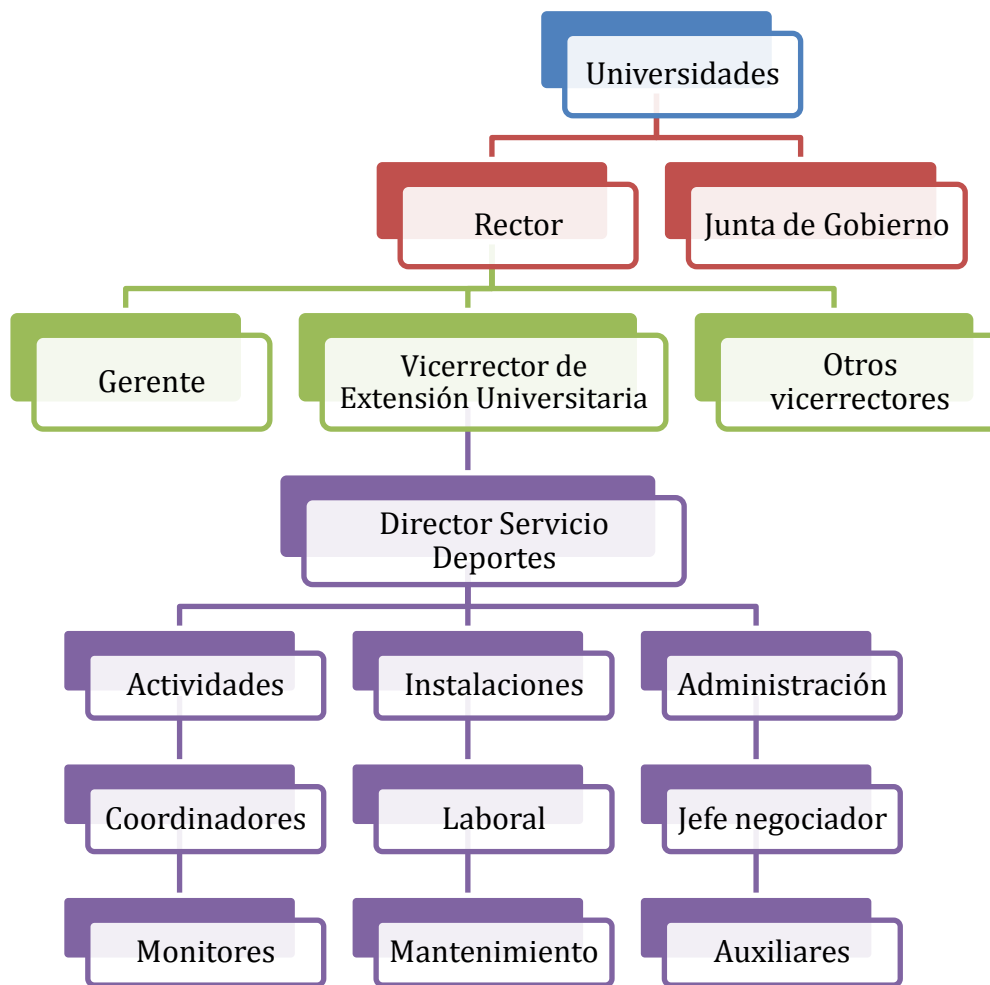 Universidades
Rector
Junta de Gobierno
Gerente
Vicerrector de
Extensión Universitaria
Otros
vicerrectores
Director Servicio
Deportes
Actividades
Instalaciones
Administración
Coordinadores
Laboral
Jefe negociador
Monitores
Mantenimiento
Auxiliares